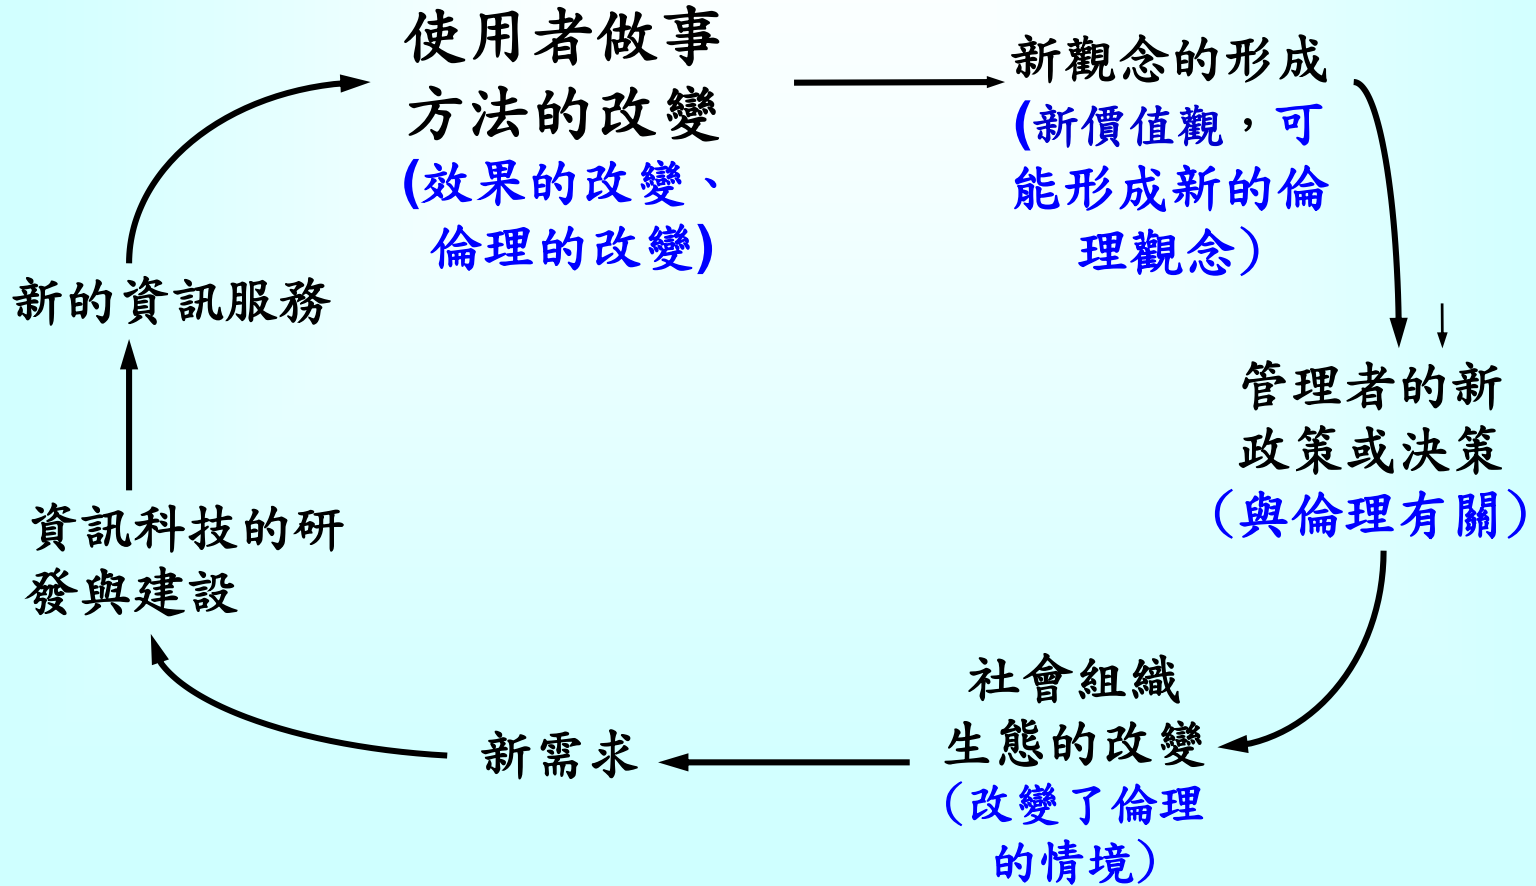 使用者做事
方法的改變
(效果的改變、
倫理的改變)
新觀念的形成
(新價值觀，可
能形成新的倫
理觀念）
管理者的新
政策或決策
（與倫理有關）
社會組織
生態的改變
（改變了倫理
的情境）
新需求
資訊科技的研
發與建設
新的資訊服務